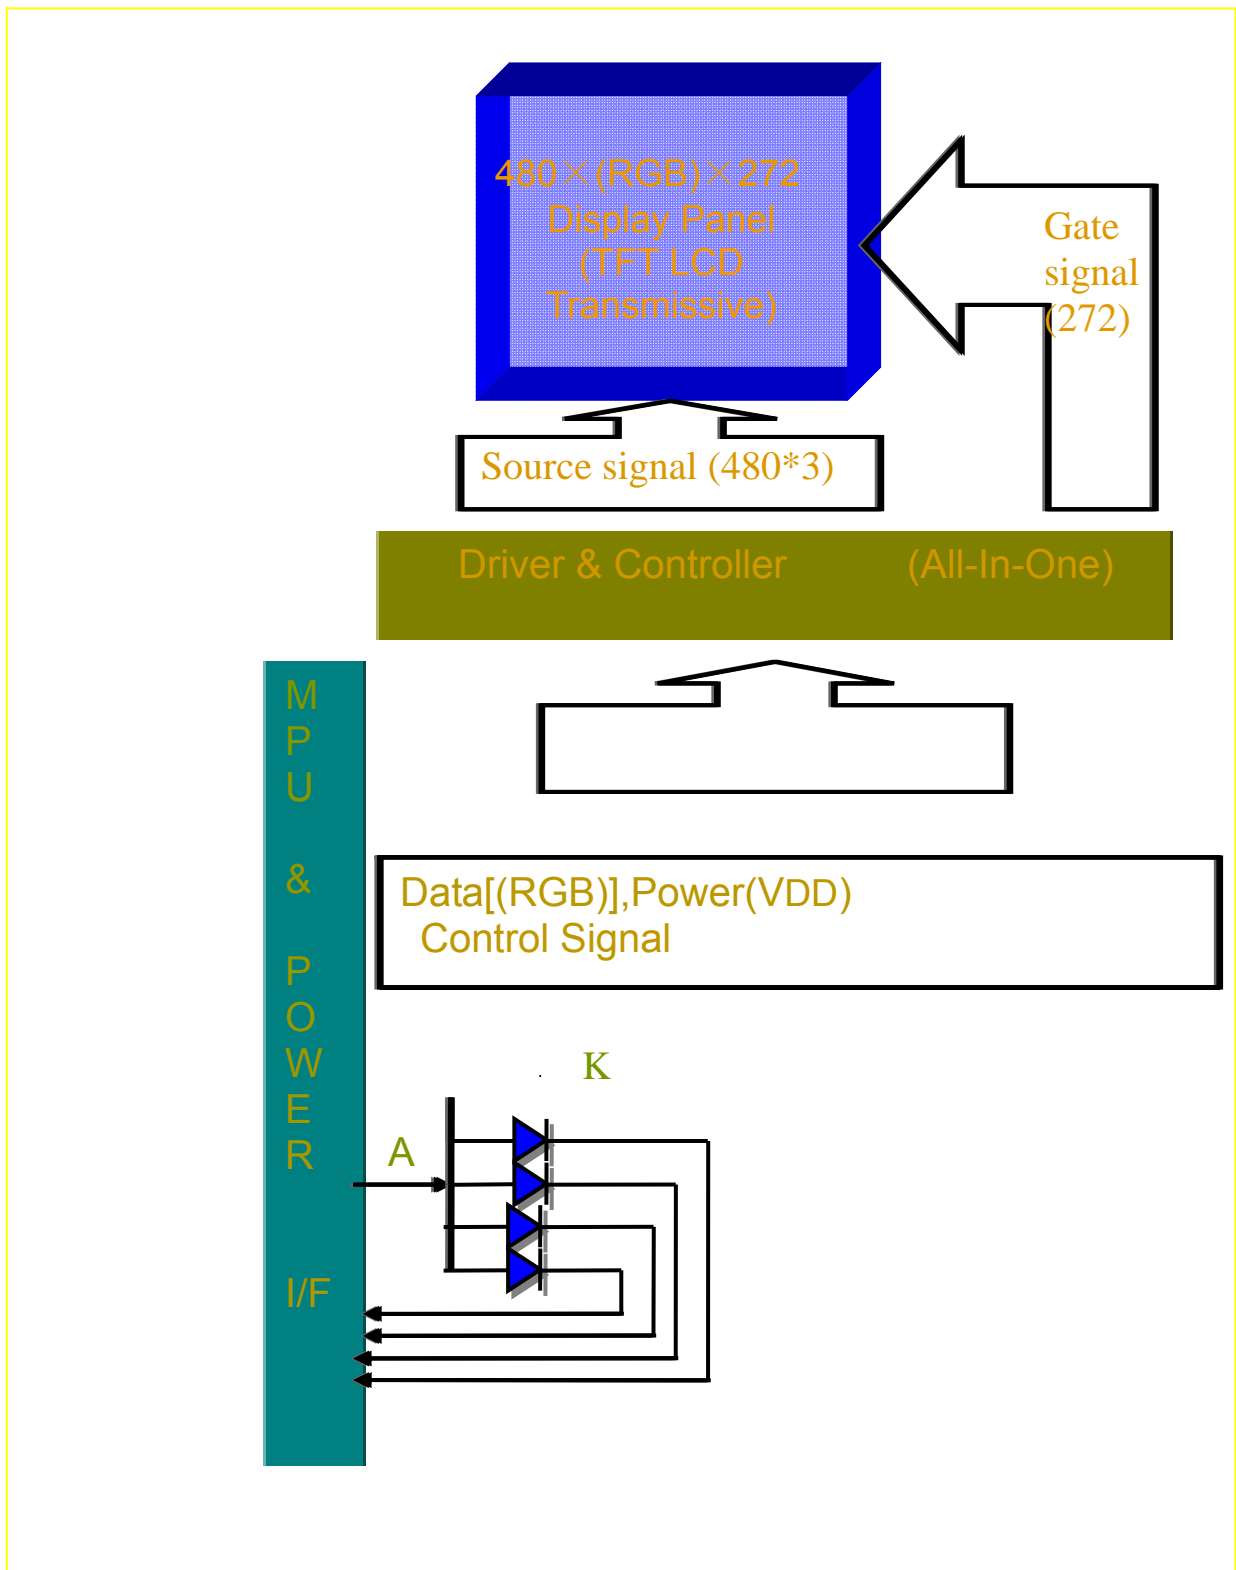 480×(RGB)×272
Display Panel
(TFT LCD
Transmissive)
Gate
signal
(272)
Source signal (480*3)
Driver & Controller (All-In-One)
M
P
U
&
P
O
W
E
R
I/F
Data[(RGB)],Power(VDD)
Control Signal
K
A